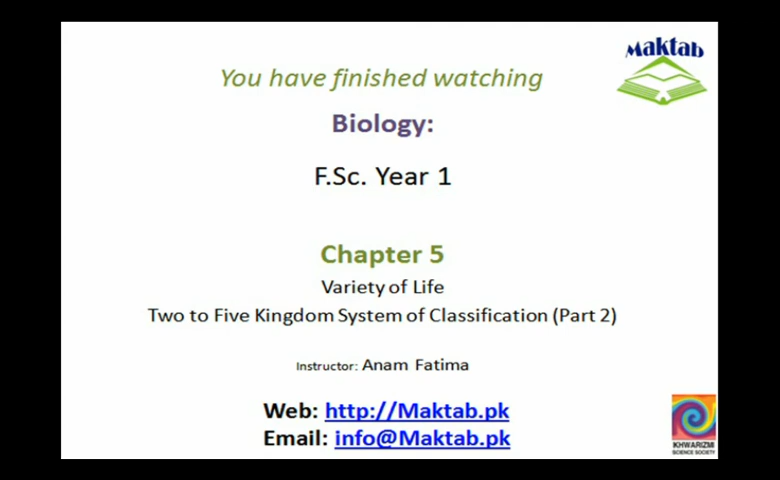 Maktab
You have finished watching
Biology:
F.Sc. Year 1
Chapter 5
Variety of Life
Two to Five Kingdom System of Classification (Part 2)
Instructor: Anam Fatima
Web: http://Maktab.pk
Email: info@Maktab.pk
KHWARIZMI
SCIENCE SOCIETY